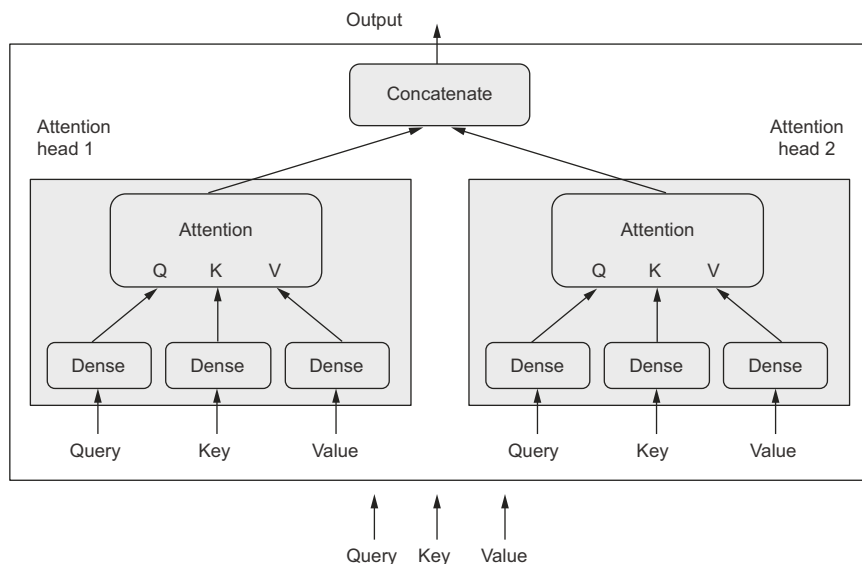 Output
Concatenate
Attention
head 1
Attention
head 2
Attention
Q K V
Attention
Q K V
Dense Dense Dense
Dense Dense Dense
Query Key Value
Query Key Value
Query Key Value